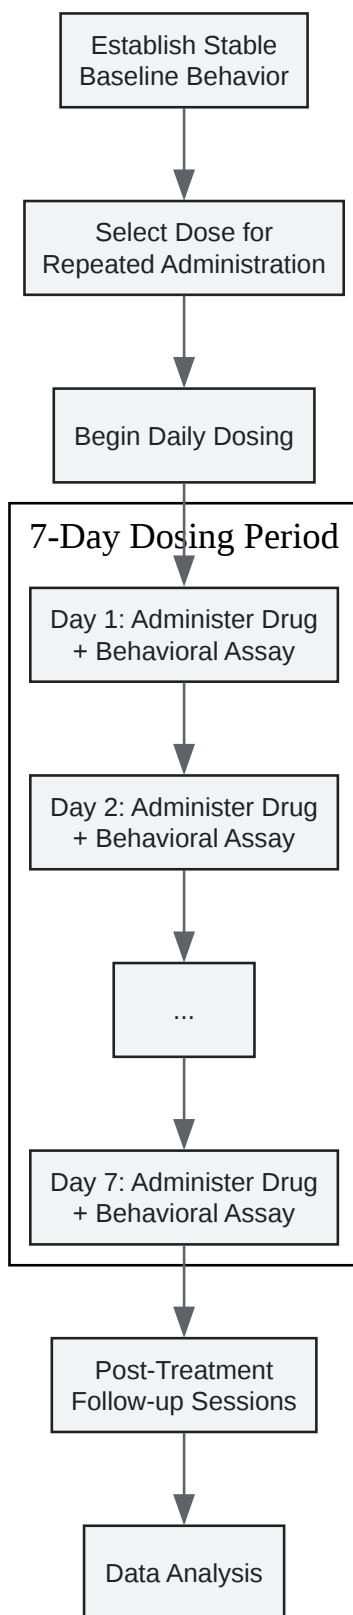 Establish Stable
Baseline Behavior
Select Dose for
Repeated Administration
Begin Daily Dosing
7-Day Dosing Period
Day 1: Administer Drug
+ Behavioral Assay
Day 2: Administer Drug
+ Behavioral Assay
...
Day 7: Administer Drug
+ Behavioral Assay
Post-Treatment
Follow-up Sessions
Data Analysis